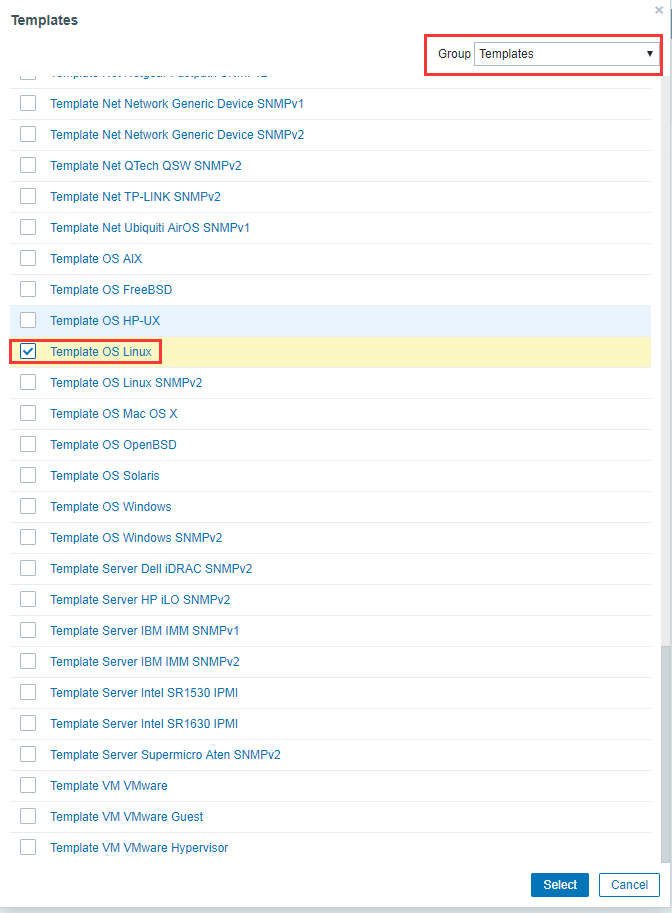 Templates
Group Templates
Template Net Network Generic Device SNMPv1
Template Net Network Generic Device SNMPv2
Template Net QTech QSW SNMPv2
Template Net TP-LINK SNMPv2
Template Net Ubiquiti AirOS SNMPv1
Template OS AIX
Template OS FreeBSD
Template OS HP-UX
Template OS Linux
Template OS Linux SNMPv2
Template OS Mac OS X
Template OS OpenBSD
Template OS Solaris
Template OS Windows
Template OS Windows SNMPv2
Template Server Dell iDRAC SNMPv2
Template Server HP iLO SNMPv2
Template Server IBM IMM SNMPv1
Template Server IBM IMM SNMPv2
Template Server Intel SR1530 IPMI
Template Server Intel SR1630 IPMI
Template Server Supermicro Aten SNMPv2
Template VM VMware
Template VM VMware Guest
Template VM VMware Hypervisor
Select Cancel